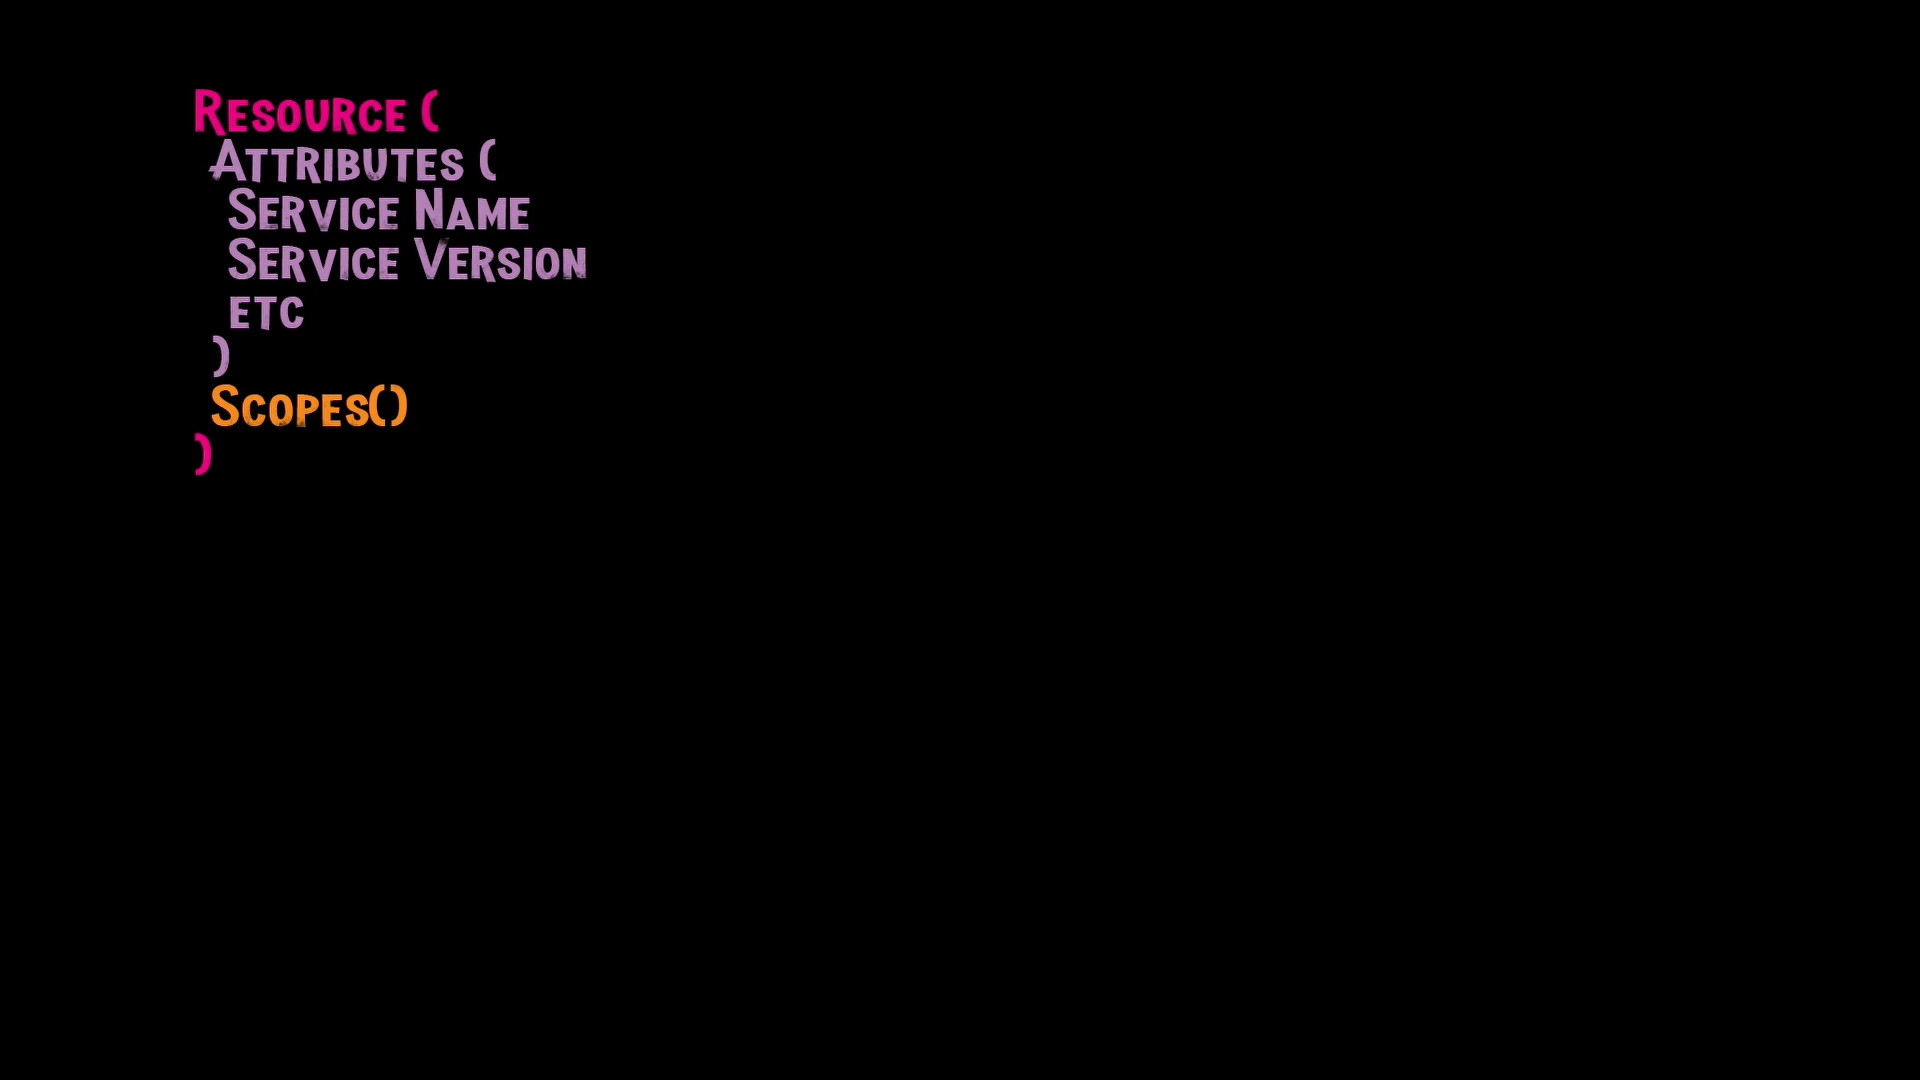 Resource (
Attributes (
Service Name
Service Version
etc
)
Scopes()
)